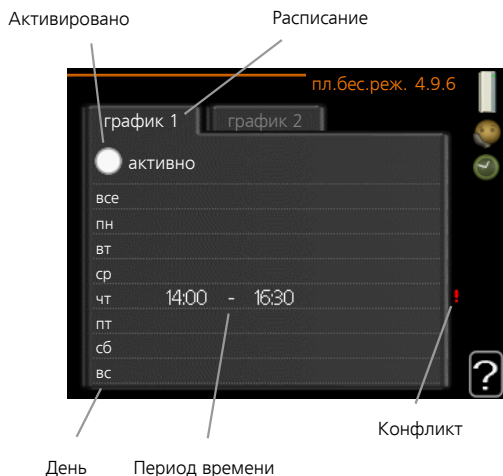 Активировано
Расписание
пл.бес.реж. 4.9.6
график 1
график 2
активно
все
пн
вт
ср
чт 14:00 - 16:30 !
пт
сб
вс
?
Конфликт
День
Период времени